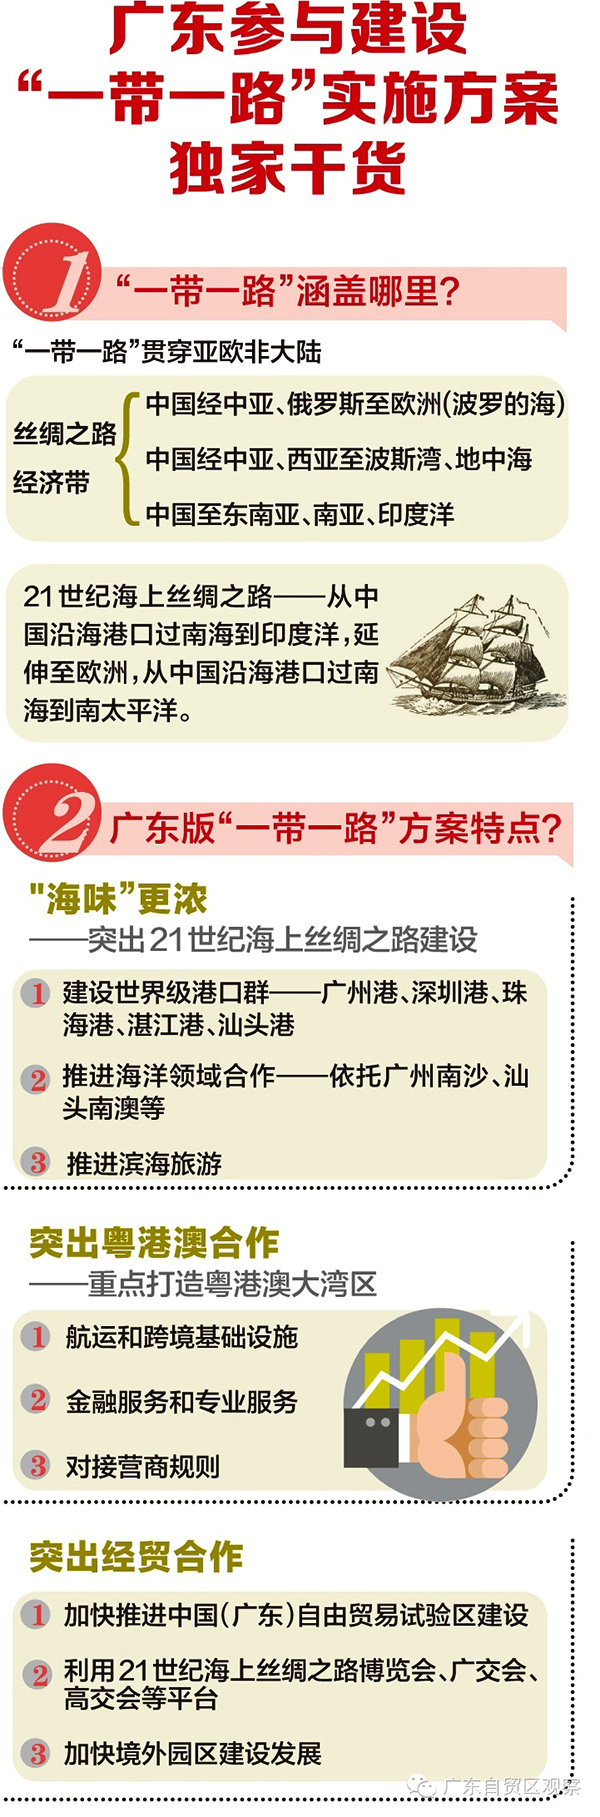 广东参与建设
“一带一路”实施方案
独家干货
1
“一带一路”涵盖哪里?
“一带一路”贯穿亚欧非大陆
丝绸之路
经济带
中国经中亚、俄罗斯至欧洲(波罗的海)
中国经中亚、西亚至波斯湾、地中海
中国至东南亚、南亚、印度洋
21世纪海上丝绸之路——从中
国沿海港口过南海到印度洋,延
伸至欧洲,从中国沿海港口过南
海到南太平洋。
2
广东版“一带一路”方案特点?
"海味”更浓
——突出21世纪海上丝绸之路建设
1 建设世界级港口群——广州港、深圳港、珠
海港、湛江港、汕头港
2 推进海洋领域合作——依托广州南沙、汕
头南澳等
3 推进滨海旅游
突出粤港澳合作
——重点打造粤港澳大湾区
1 航运和跨境基础设施
2 金融服务和专业服务
3 对接营商规则
突出经贸合作
1 加快推进中国(广东)自由贸易试验区建设
2 利用21世纪海上丝绸之路博览会、广交会、
高交会等平台
3 加快境外园区建设发展
广东自贸区观察